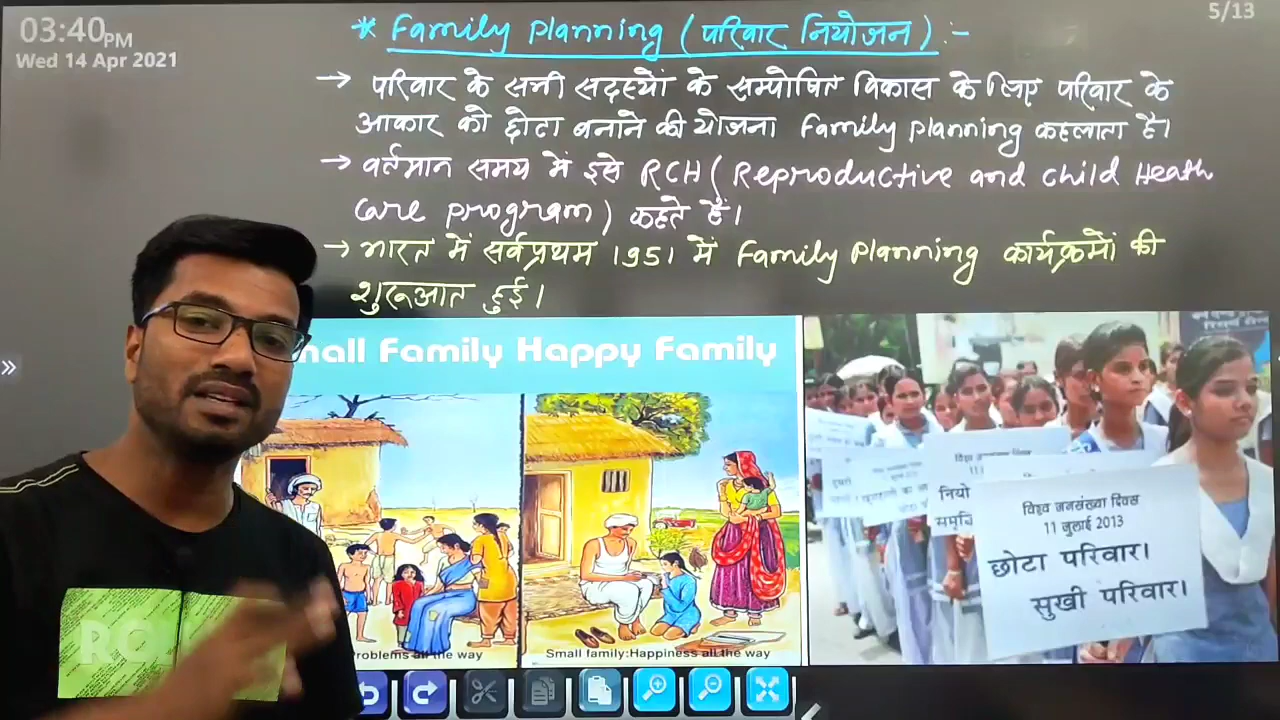 03:40PM
Wed 14 Apr 2021
5/13
* Family Planning (परिवार नियोजन) :-
→ परिवार के सभी सदस्यों के सम्पोषित विकास के लिए परिवार के
आकार को छोटा बनाने की योजना Family planning कहलाता है।
→ वर्तमान समय में इसे RCH (Reproductive and child Heath
care program) कहते हैं।
→ भारत में सर्वप्रथम 1951 में Family Planning कार्यक्रमों की
शुरूआत हुई।
mall Family Happy Family
roblems all the way
Small family:Happiness all the way
विश्व जनसंख्या दिवस
11 जुलाई 2013
छोटा परिवार।
सुखी परिवार।
विश्व
11
नियो
समृद्धि